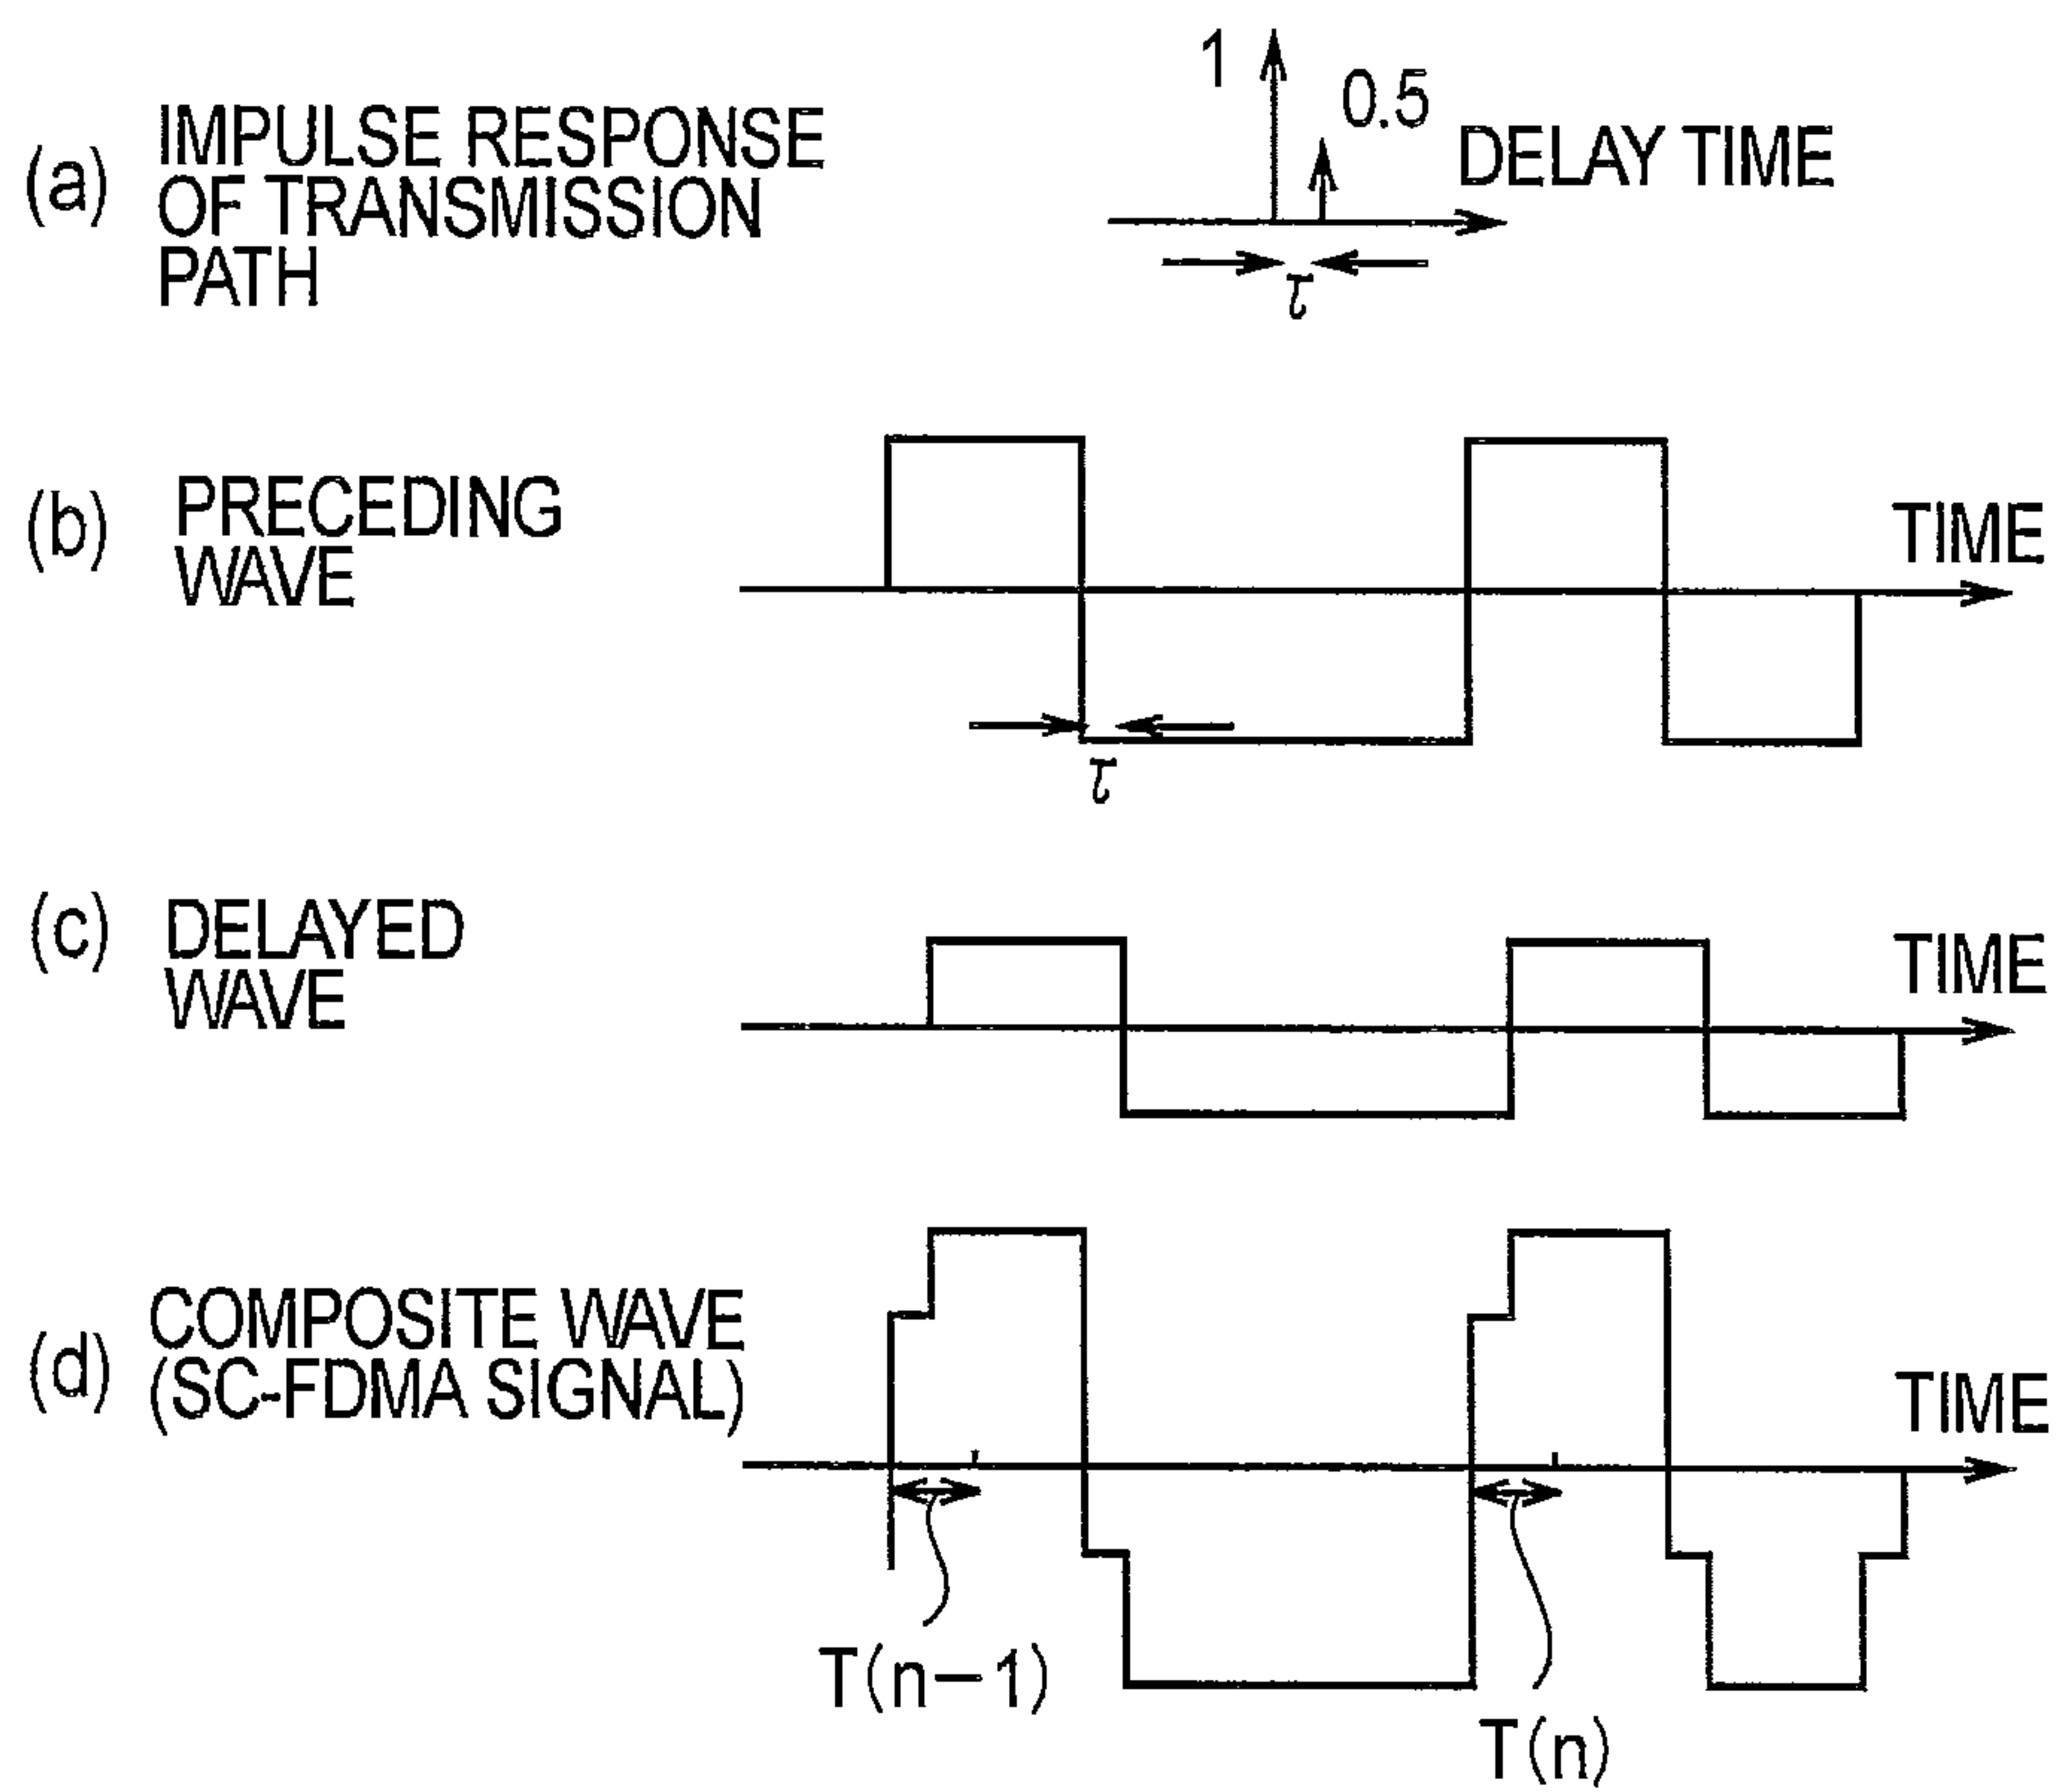 (a) IMPULSE RESPONSE
OF TRANSMISSION
PATH
1
0.5
DELAY TIME
τ
(b) PRECEDING
WAVE
TIME
τ
(c) DELAYED
WAVE
TIME
(d) COMPOSITE WAVE
(SC-FDMA SIGNAL)
TIME
T(n−1)
T(n)